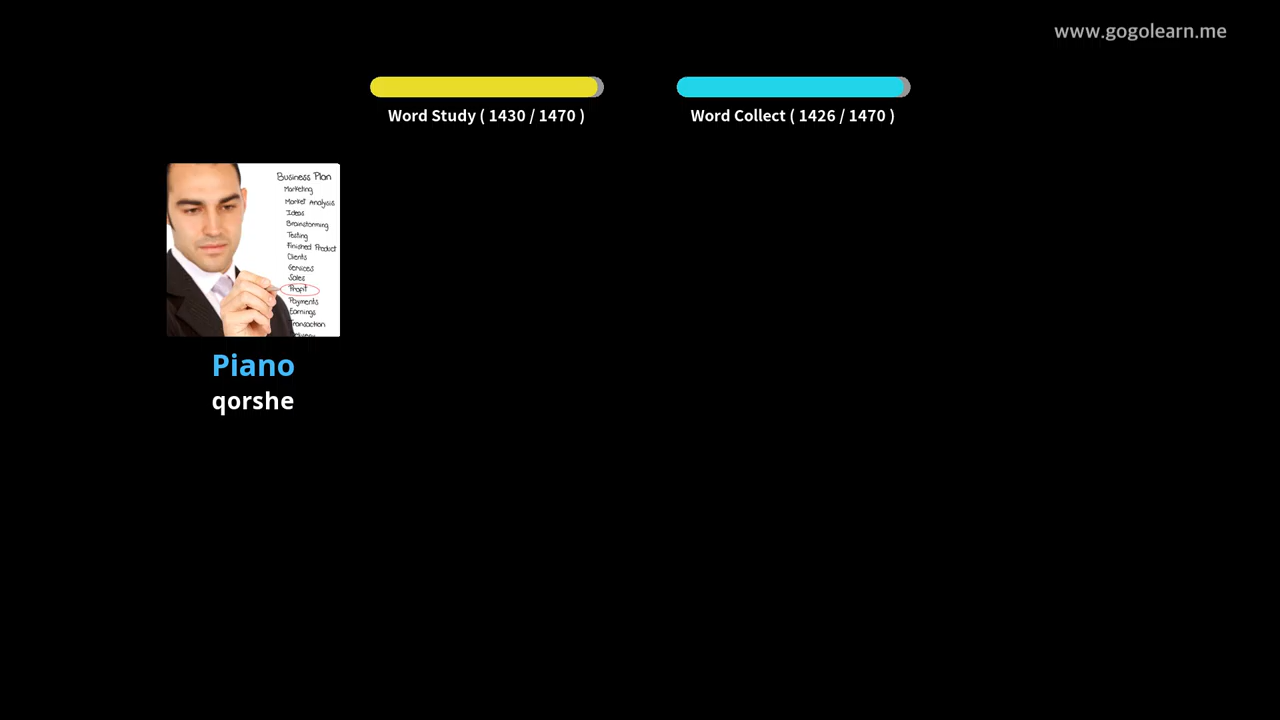 www.gogolearn.me
Word Study ( 1430 / 1470 )
Word Collect ( 1426 / 1470 )
Business Plan
Marketing
Market Analysis
Ideas
Brainstorming
Testing
Finished Product
Clients
Services
Sales
Profit
Payments
Earnings
Transaction
Piano
qorshe